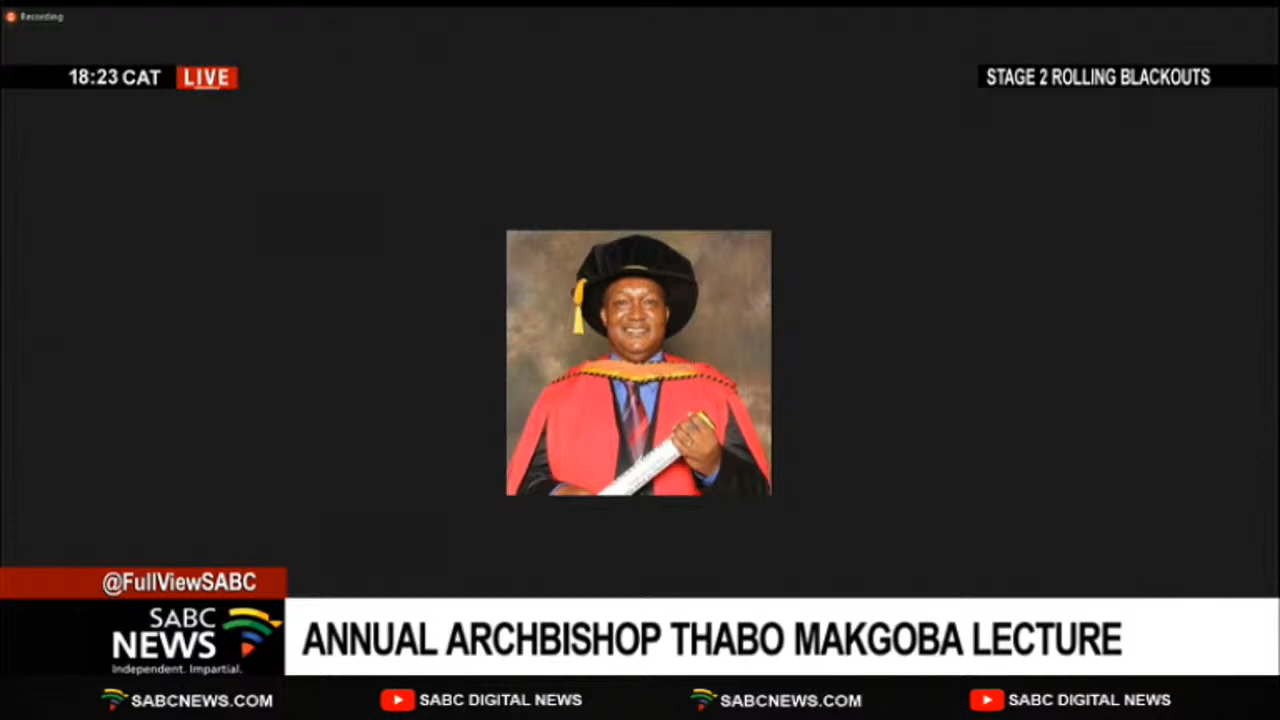 Recording
18:23 CAT LIVE
STAGE 2 ROLLING BLACKOUTS
@FullViewSABC
SABC
NEWS
Independent. Impartial.
ANNUAL ARCHBISHOP THABO MAKGOBA LECTURE
SABCNEWS.COM SABC DIGITAL NEWS SABCNEWS.COM SABC DIGITAL NEWS